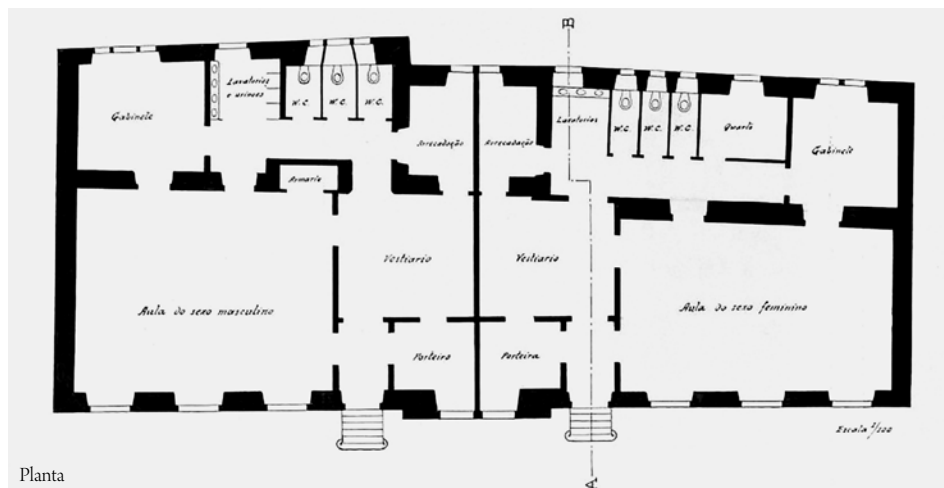 B
Gabinete
Lavatorios
e urinoes
W.C.
W.C.
W.C.
Arrecadação
Arrecadação
Lavatorios
W.C.
W.C.
W.C.
Quarto
Gabinete
Armario
Vestiario
Vestiario
Aula do sexo masculino
Aula do sexo feminino
Porteiro
Porteira
Escala 1/100
A
Planta